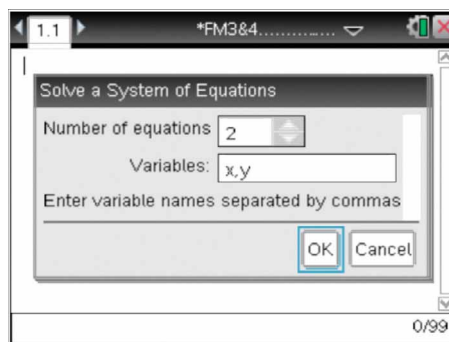 1.1 *FM3&4..............
Solve a System of Equations
Number of equations 2
Variables: x,y
Enter variable names separated by commas
OK Cancel
0/99